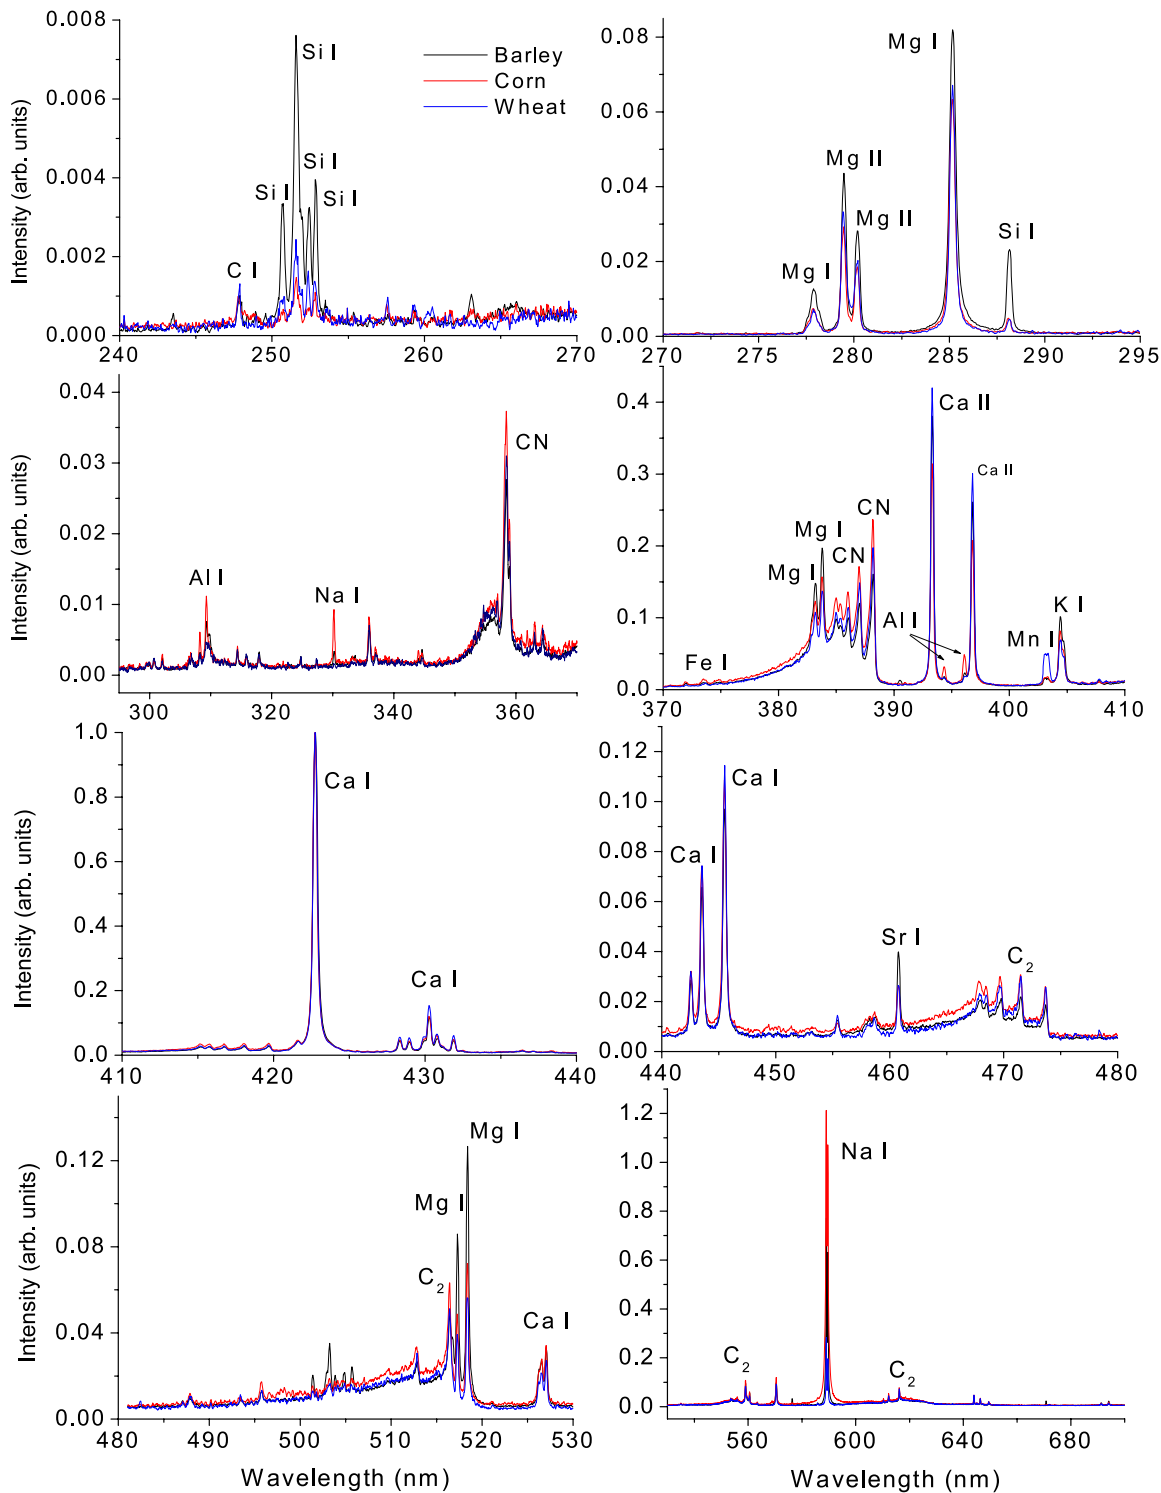 0.008
0.006
0.004
0.002
0.000
Intensity (arb. units)
Si I
Si I
Si I
Si I
C I
Barley
Corn
Wheat
240 250 260 270
0.08
0.06
0.04
0.02
0.00
Mg I
Mg II
Mg II
Mg I
Si I
270 275 280 285 290 295
0.04
0.03
0.02
0.01
0.00
Intensity (arb. units)
CN
Al I
Na I
300 320 340 360
0.4
0.3
0.2
0.1
0.0
Ca II
Ca II
CN
Mg I
CN
Mg I
Al I
K I
Mn I
Fe I
370 380 390 400 410
1.0
0.8
0.6
0.4
0.2
0.0
Intensity (arb. units)
Ca I
Ca I
410 420 430 440
0.12
0.10
0.08
0.06
0.04
0.02
0.00
Ca I
Ca I
Sr I
C2
440 450 460 470 480
0.12
0.08
0.04
0.00
Intensity (arb. units)
Mg I
Mg I
C2
Ca I
480 490 500 510 520 530
Wavelength (nm)
1.2
1.0
0.8
0.6
0.4
0.2
0.0
Na I
C2
C2
560 600 640 680
Wavelength (nm)